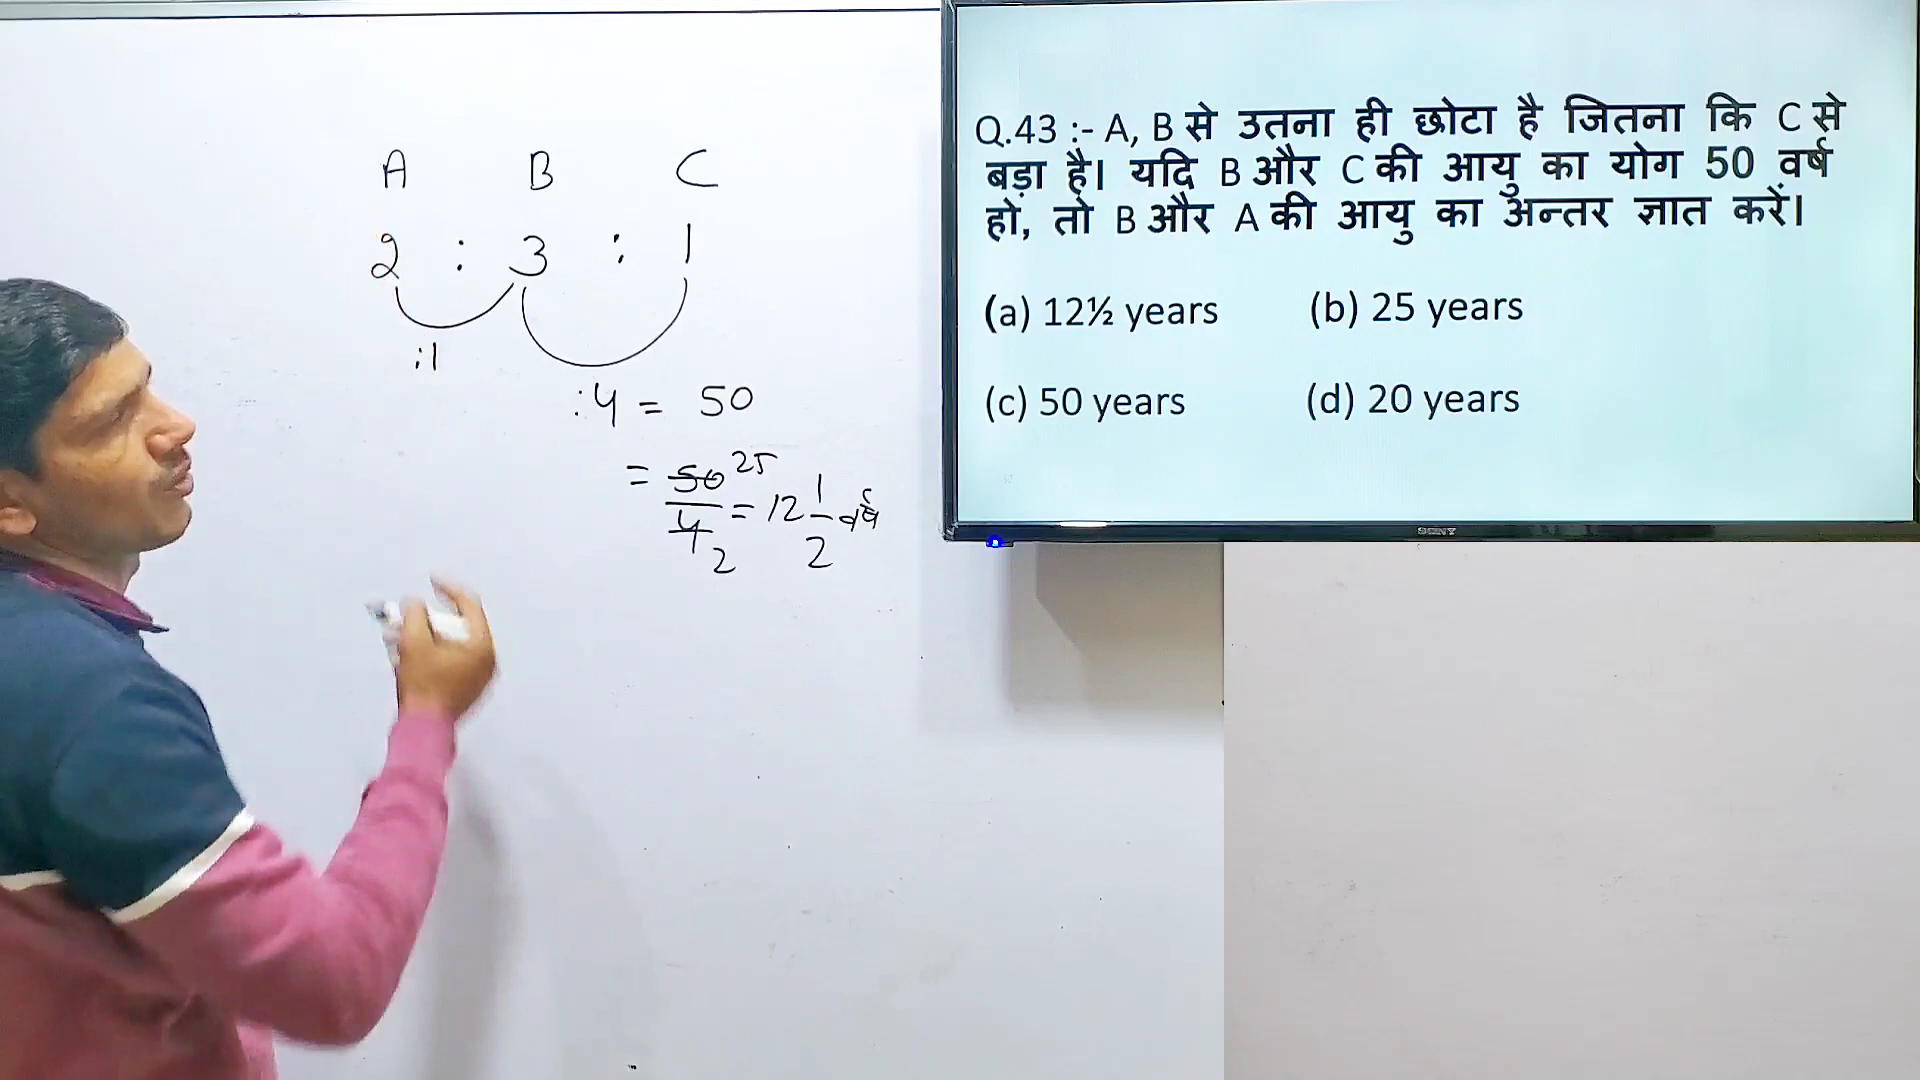 A B C
2 : 3 : 1
:1
:4 = 50
= 50 25
4 2 = 12 1/2 वर्ष
Q.43 :- A, B से उतना ही छोटा है जितना कि C से
बड़ा है। यदि B और C की आयु का योग 50 वर्ष
हो, तो B और A की आयु का अन्तर ज्ञात करें।
(a) 12½ years (b) 25 years
(c) 50 years (d) 20 years
SONY